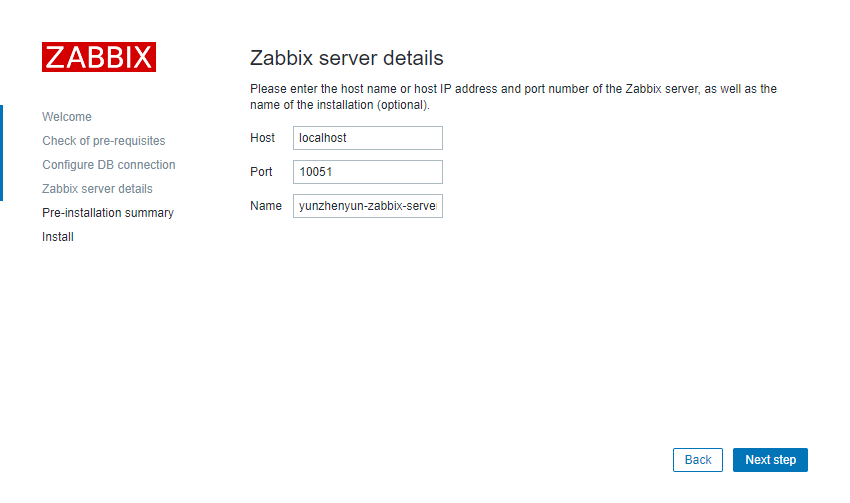 ZABBIX
Welcome
Check of pre-requisites
Configure DB connection
Zabbix server details
Pre-installation summary
Install
Zabbix server details
Please enter the host name or host IP address and port number of the Zabbix server, as well as the
name of the installation (optional).
Host localhost
Port 10051
Name yunzhenyun-zabbix-server
Back Next step